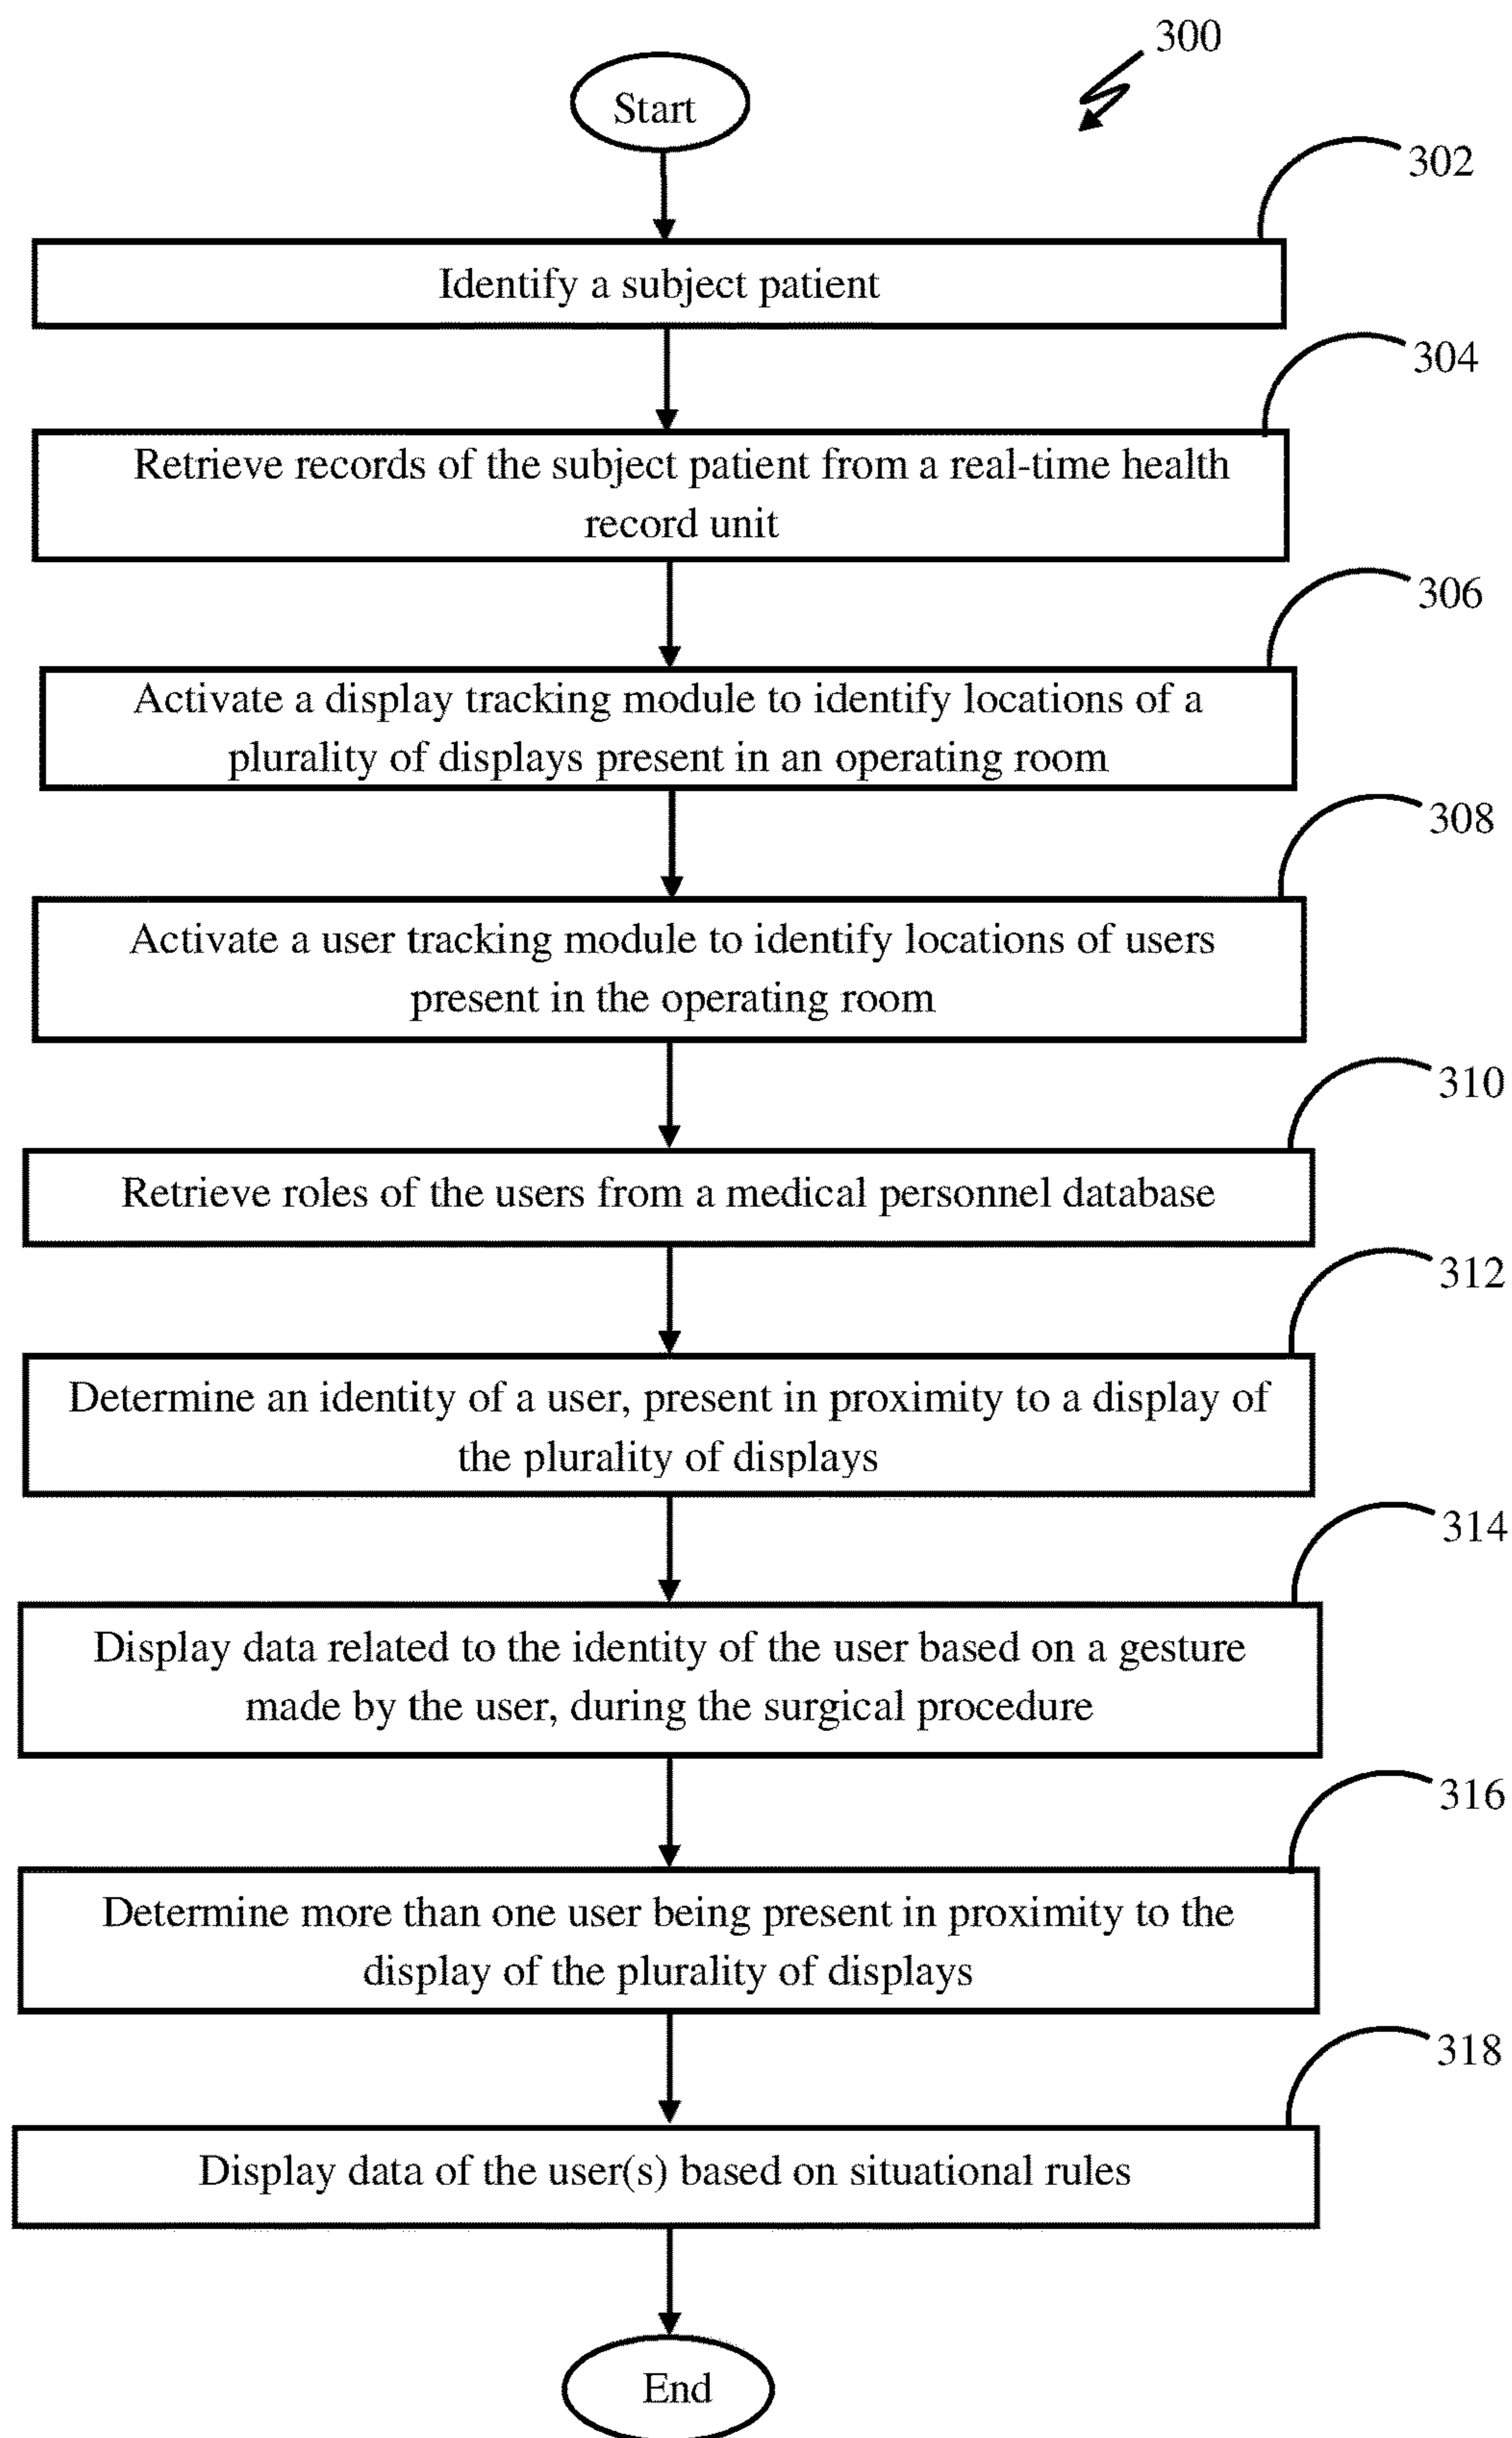 300
Start
302
Identify a subject patient
304
Retrieve records of the subject patient from a real-time health
record unit
306
Activate a display tracking module to identify locations of a
plurality of displays present in an operating room
308
Activate a user tracking module to identify locations of users
present in the operating room
310
Retrieve roles of the users from a medical personnel database
312
Determine an identity of a user, present in proximity to a display of
the plurality of displays
314
Display data related to the identity of the user based on a gesture
made by the user, during the surgical procedure
316
Determine more than one user being present in proximity to the
display of the plurality of displays
318
Display data of the user(s) based on situational rules
End